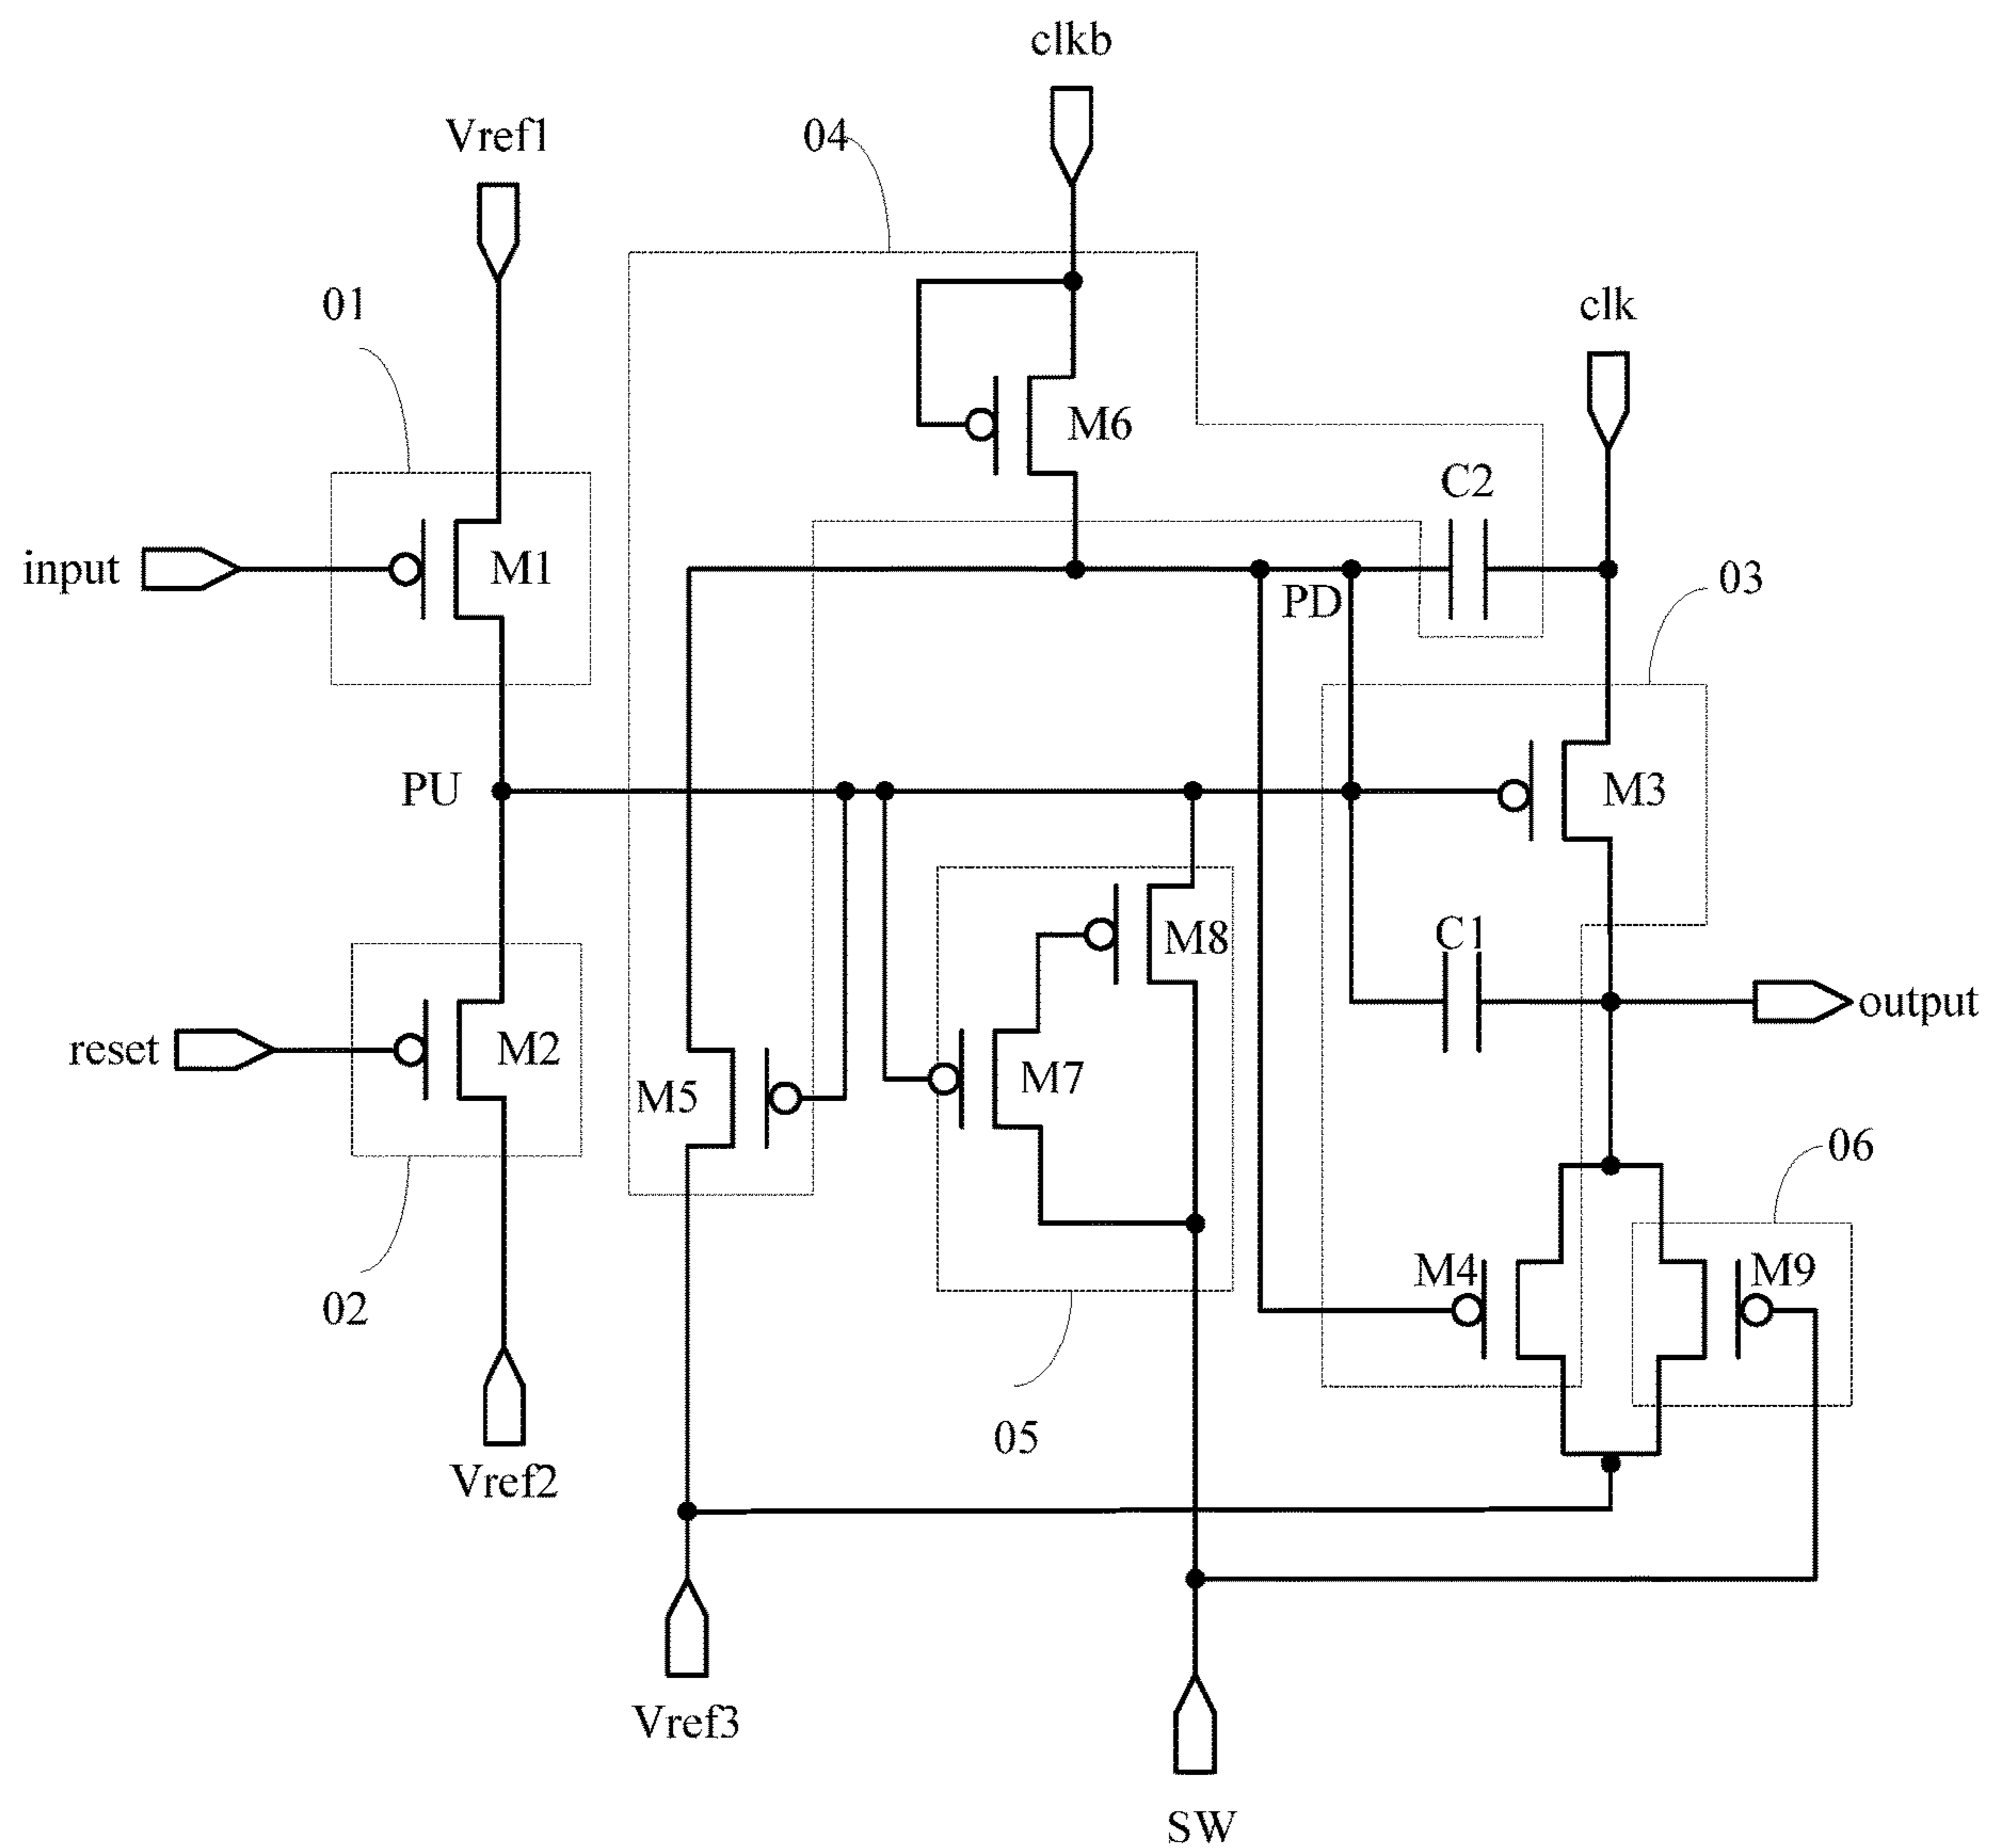 clkb
Vref1
04
01
clk
M6
C2
input
M1
PD
03
PU
M3
M8
C1
output
reset
M2
M5
M7
06
M4
M9
02
05
Vref2
Vref3
SW